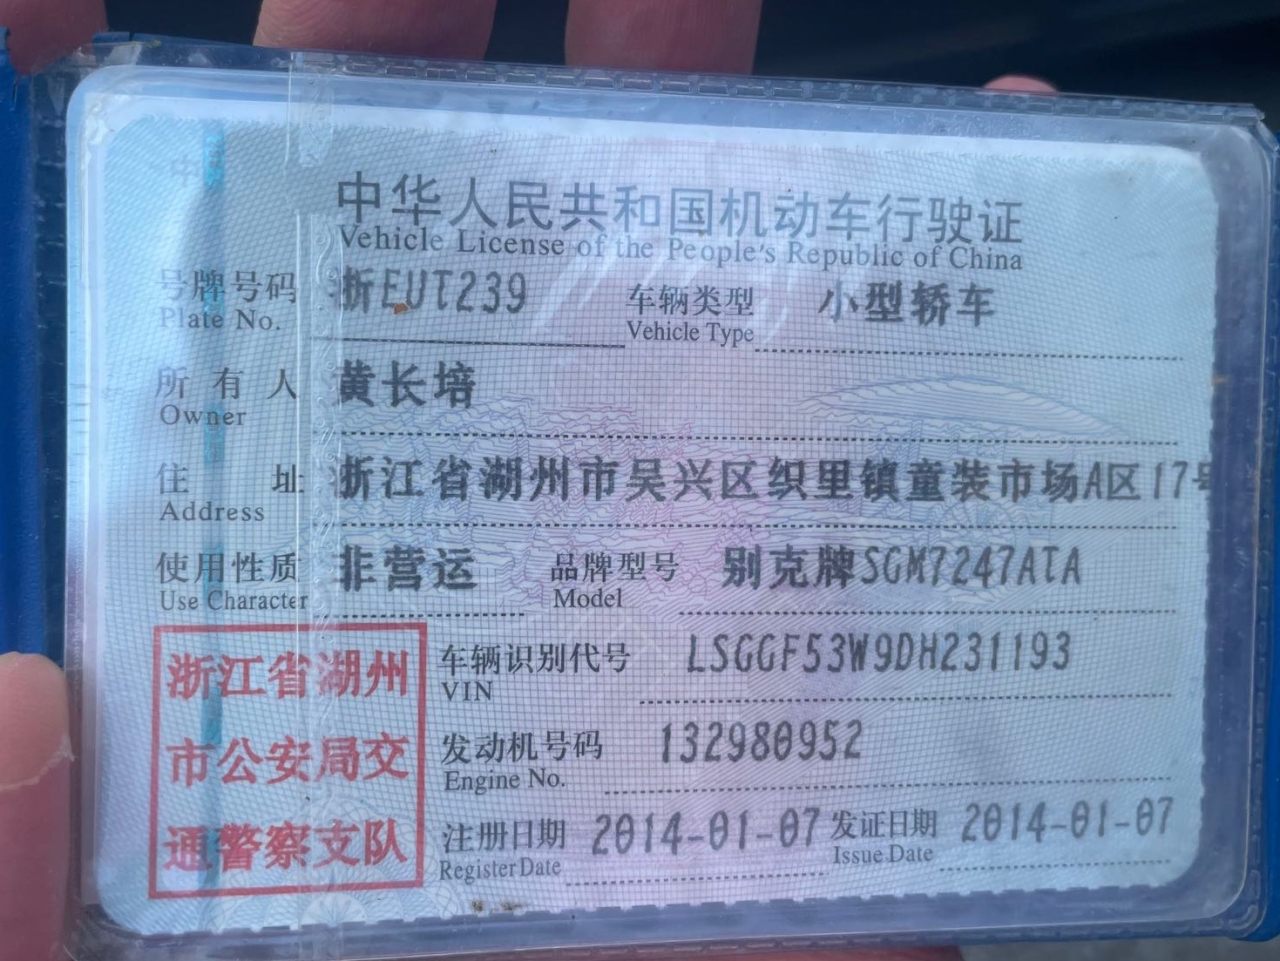 中华人民共和国机动车行驶证
Vehicle License of the People's Republic of China
号牌号码 浙EUT239 车辆类型 小型轿车
Plate No. Vehicle Type
所有人 黄长培
Owner
住址 浙江省湖州市吴兴区织里镇童装市场A区17号
Address
使用性质 非营运 品牌型号 别克牌SGM7247ATA
Use Character Model
浙江省湖州
市公安局交
通警察支队
车辆识别代号 LSGGF53W9DH231193
VIN
发动机号码 132980952
Engine No.
注册日期 2014-01-07 发证日期 2014-01-07
Register Date Issue Date